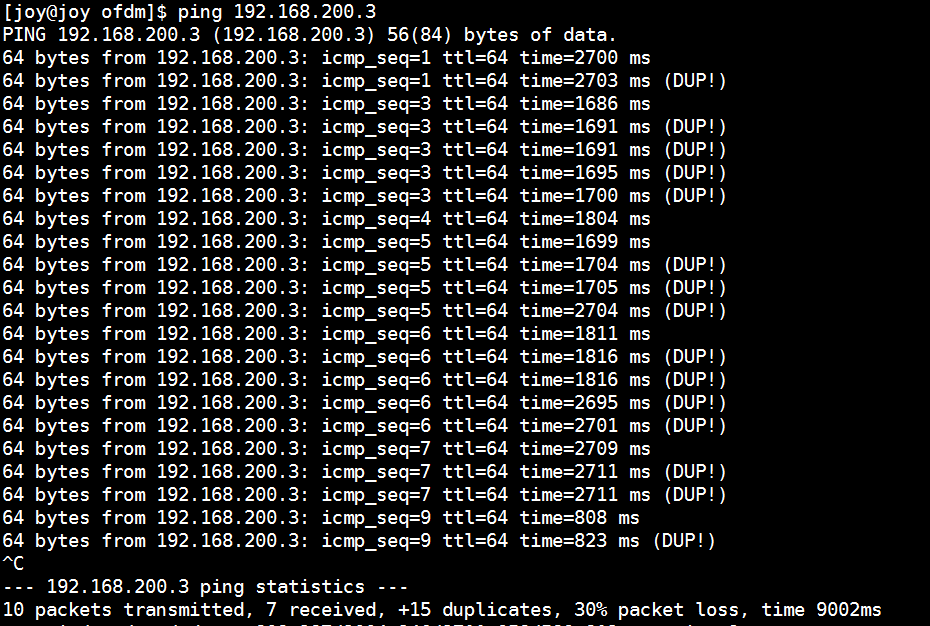 [joy@joy ofdm]$ ping 192.168.200.3
PING 192.168.200.3 (192.168.200.3) 56(84) bytes of data.
64 bytes from 192.168.200.3: icmp_seq=1 ttl=64 time=2700 ms
64 bytes from 192.168.200.3: icmp_seq=1 ttl=64 time=2703 ms (DUP!)
64 bytes from 192.168.200.3: icmp_seq=3 ttl=64 time=1686 ms
64 bytes from 192.168.200.3: icmp_seq=3 ttl=64 time=1691 ms (DUP!)
64 bytes from 192.168.200.3: icmp_seq=3 ttl=64 time=1691 ms (DUP!)
64 bytes from 192.168.200.3: icmp_seq=3 ttl=64 time=1695 ms (DUP!)
64 bytes from 192.168.200.3: icmp_seq=3 ttl=64 time=1700 ms (DUP!)
64 bytes from 192.168.200.3: icmp_seq=4 ttl=64 time=1804 ms
64 bytes from 192.168.200.3: icmp_seq=5 ttl=64 time=1699 ms
64 bytes from 192.168.200.3: icmp_seq=5 ttl=64 time=1704 ms (DUP!)
64 bytes from 192.168.200.3: icmp_seq=5 ttl=64 time=1705 ms (DUP!)
64 bytes from 192.168.200.3: icmp_seq=5 ttl=64 time=2704 ms (DUP!)
64 bytes from 192.168.200.3: icmp_seq=6 ttl=64 time=1811 ms
64 bytes from 192.168.200.3: icmp_seq=6 ttl=64 time=1816 ms (DUP!)
64 bytes from 192.168.200.3: icmp_seq=6 ttl=64 time=1816 ms (DUP!)
64 bytes from 192.168.200.3: icmp_seq=6 ttl=64 time=2695 ms (DUP!)
64 bytes from 192.168.200.3: icmp_seq=6 ttl=64 time=2701 ms (DUP!)
64 bytes from 192.168.200.3: icmp_seq=7 ttl=64 time=2709 ms
64 bytes from 192.168.200.3: icmp_seq=7 ttl=64 time=2711 ms (DUP!)
64 bytes from 192.168.200.3: icmp_seq=7 ttl=64 time=2711 ms (DUP!)
64 bytes from 192.168.200.3: icmp_seq=9 ttl=64 time=808 ms
64 bytes from 192.168.200.3: icmp_seq=9 ttl=64 time=823 ms (DUP!)
^C
--- 192.168.200.3 ping statistics ---
10 packets transmitted, 7 received, +15 duplicates, 30% packet loss, time 9002ms